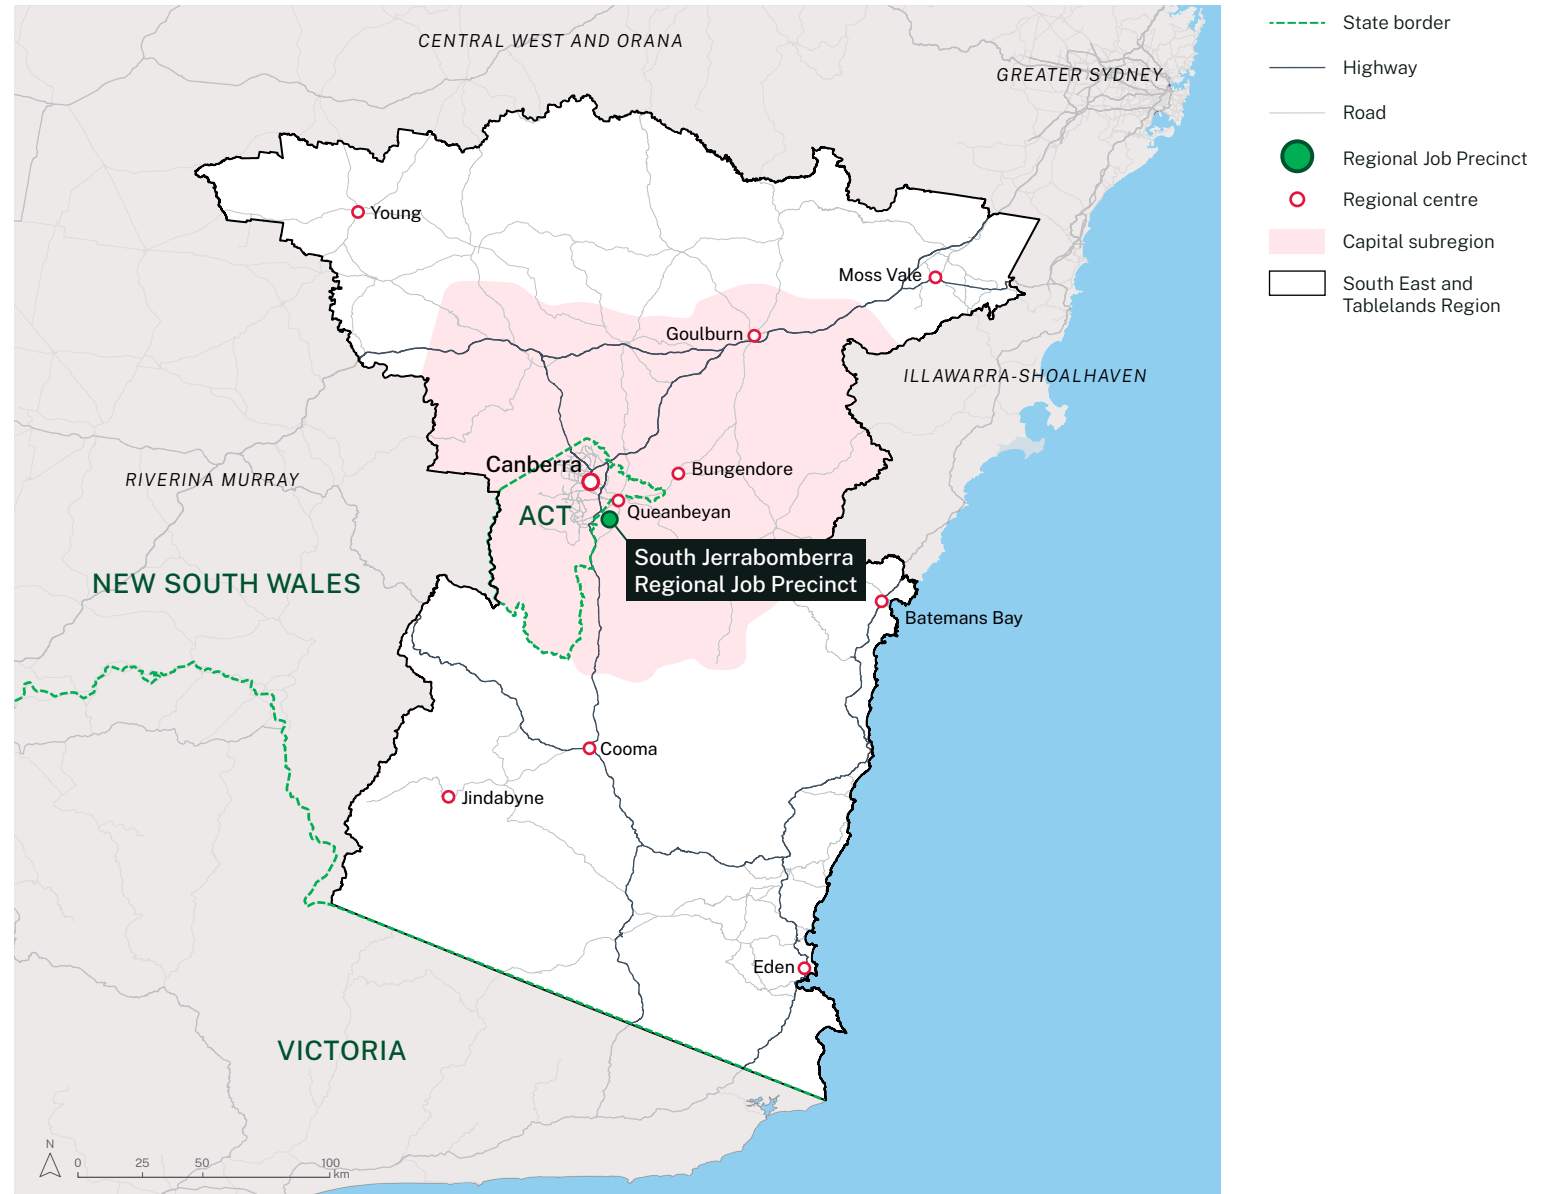 CENTRAL WEST AND ORANA
GREATER SYDNEY
Young
Moss Vale
Goulburn
ILLAWARRA-SHOALHAVEN
RIVERINA MURRAY
Canberra
Bungendore
ACT
Queanbeyan
South Jerrabomberra
Regional Job Precinct
NEW SOUTH WALES
Batemans Bay
Cooma
Jindabyne
Eden
VICTORIA
N
0 25 50 100
km
State border
Highway
Road
Regional Job Precinct
Regional centre
Capital subregion
South East and
Tablelands Region